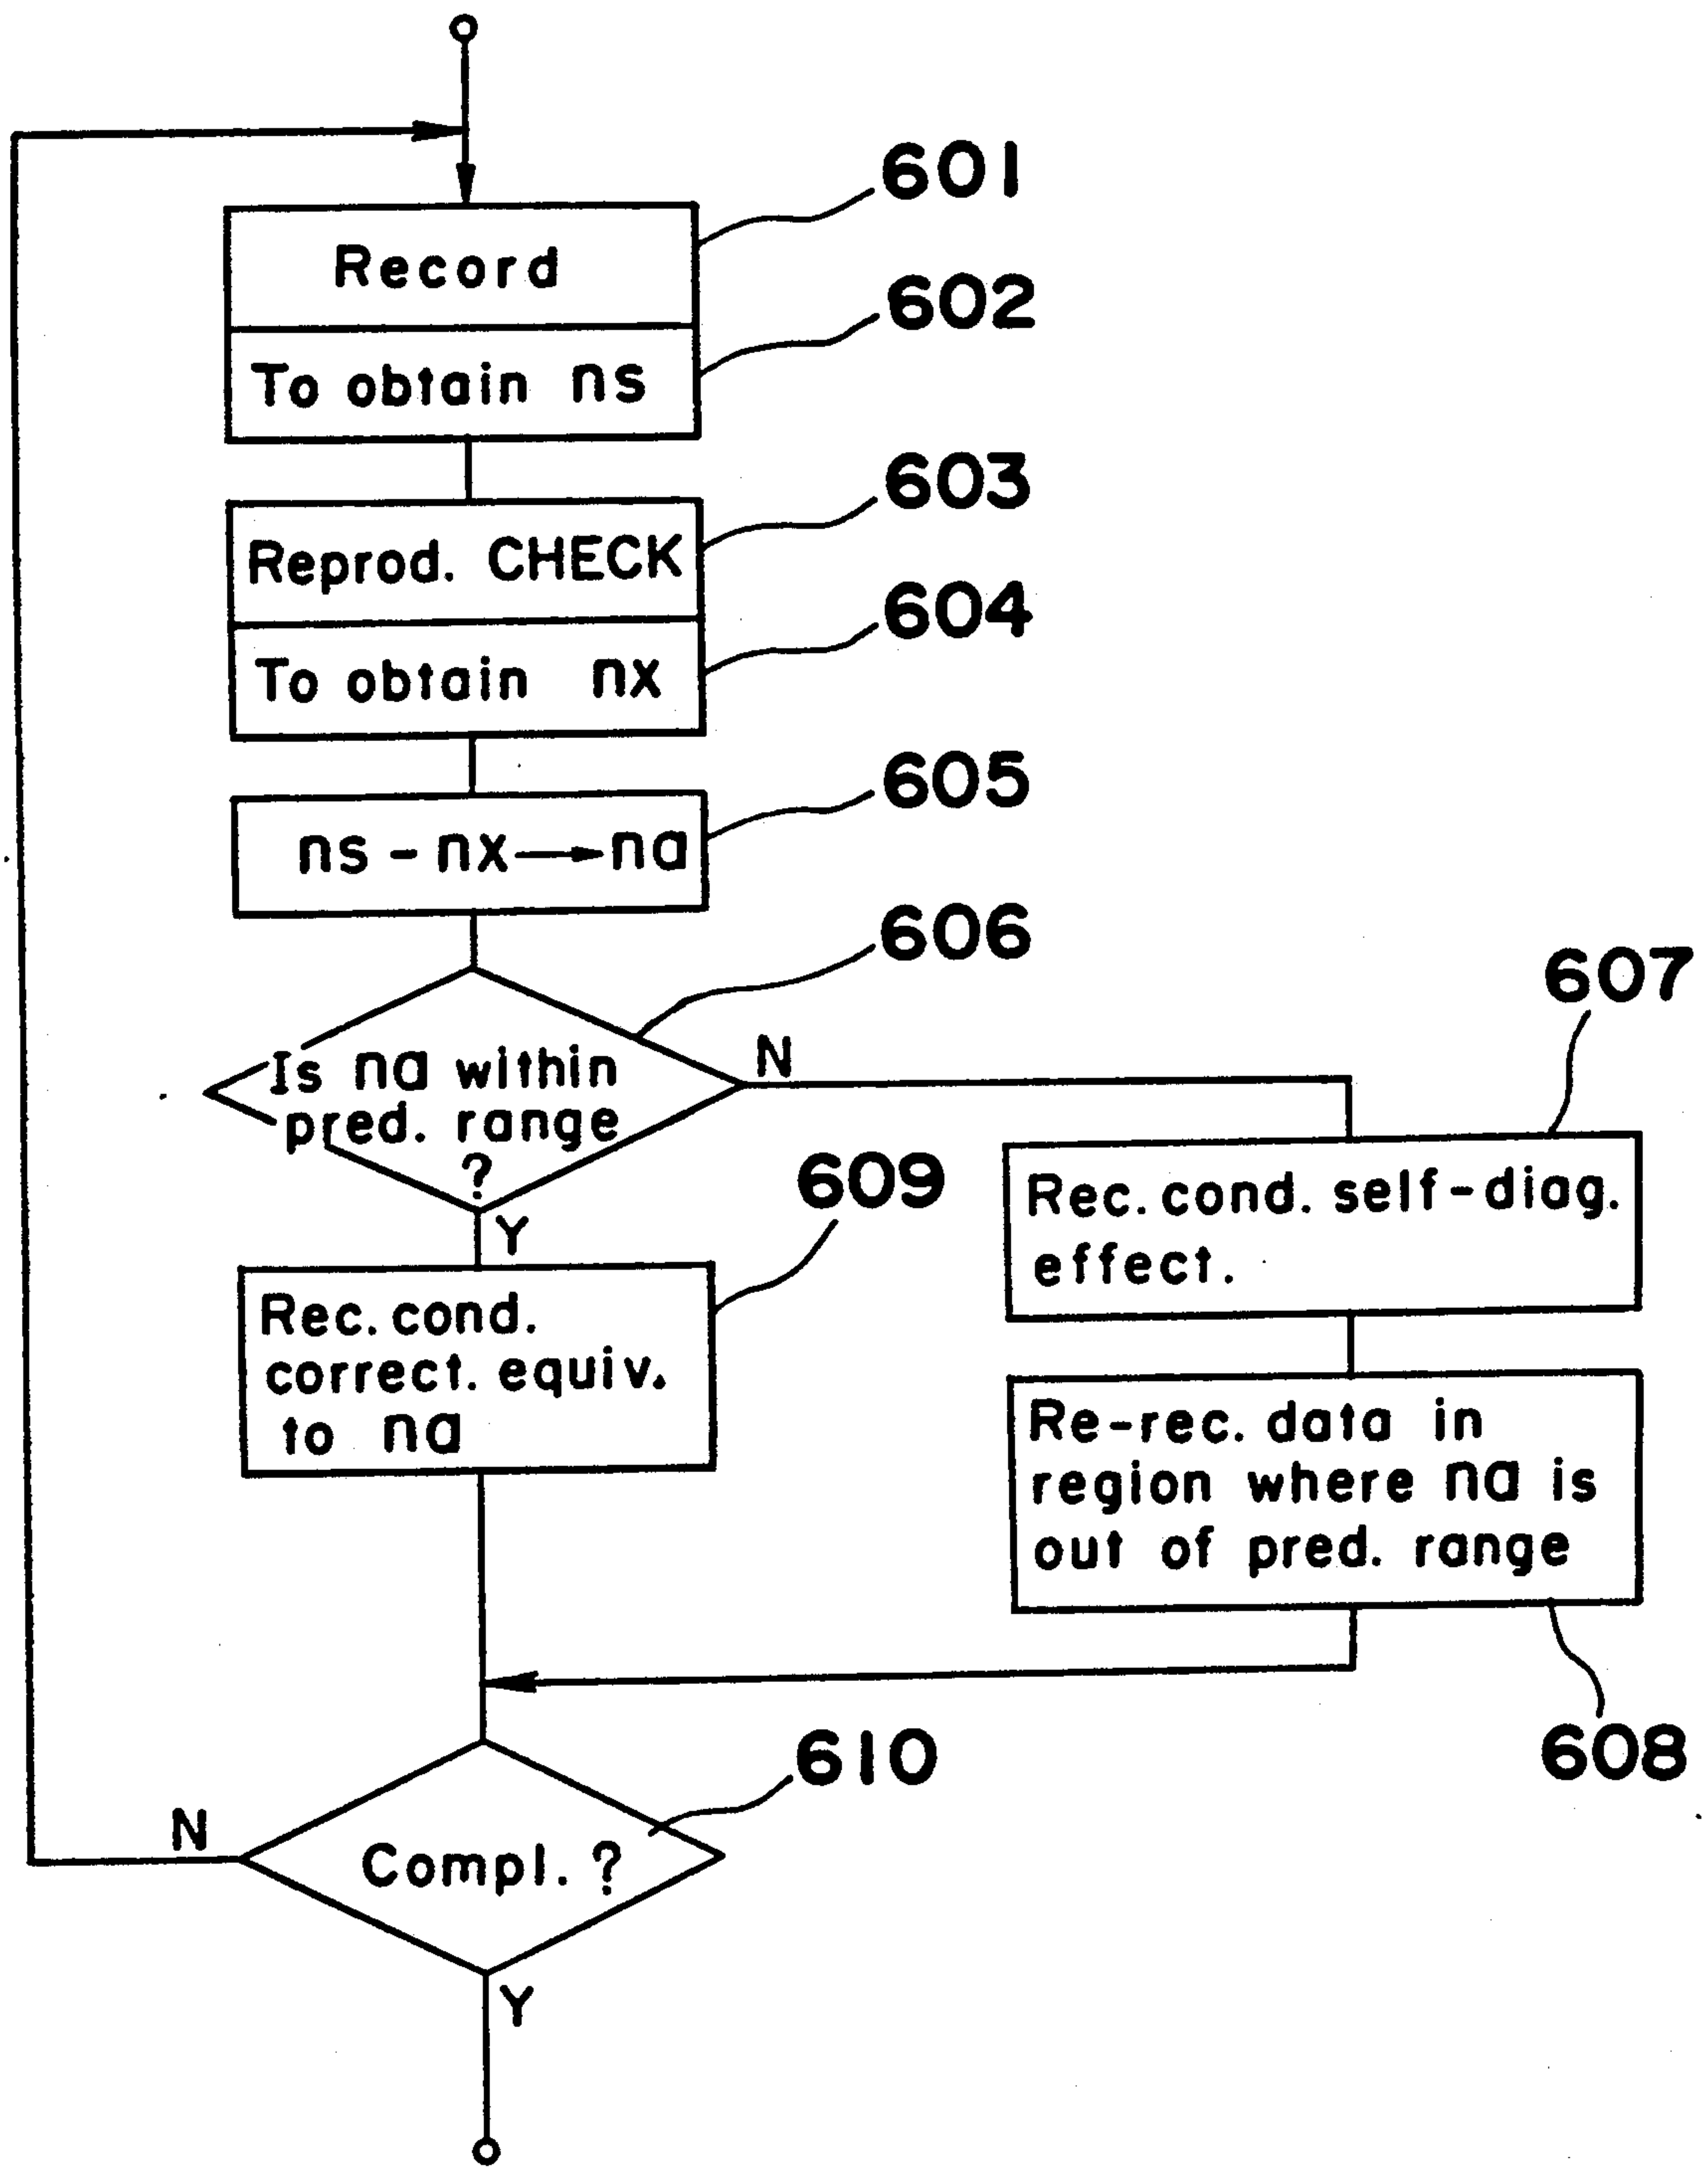 601
Record
602
To obtain ns
603
Reprod. CHECK
604
To obtain nx
605
ns - nx → na
606
607
Is na within
pred. range
?
N
Y
609
Rec. cond. self-diag.
effect.
Rec. cond.
correct. equiv.
to na
Re-rec. data in
region where na is
out of pred. range
608
610
N
Compl. ?
Y